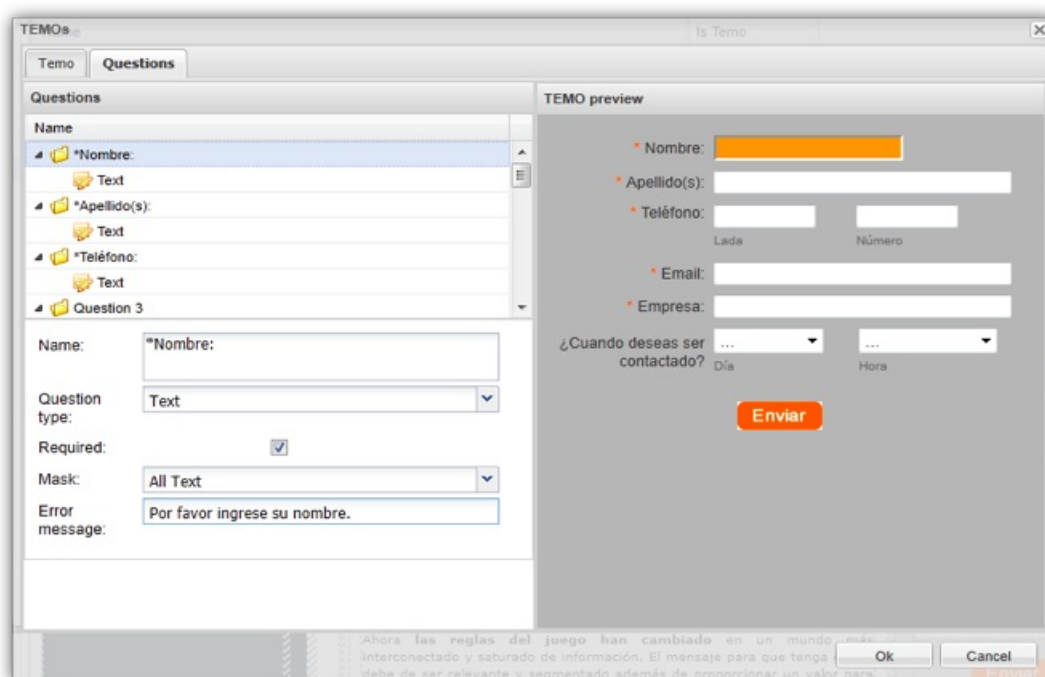 TEMOs
Is Temo
Temo
Questions
Questions
Name
*Nombre:
Text
*Apellido(s):
Text
*Teléfono:
Text
Question 3
Name:
*Nombre:
Question type:
Text
Required:
Mask:
All Text
Error message:
Por favor ingrese su nombre.
TEMO preview
* Nombre:
* Apellido(s):
* Teléfono:
Lada
Número
* Email:
* Empresa:
¿Cuando deseas ser
contactado?
...
...
Día
Hora
Enviar
Ahora las reglas del juego han cambiado en un mundo más
interconectado y saturado de información. El mensaje para que tenga
debe de ser relevante y segmentado además de proporcionar un valor para
Ok
Cancel
Enviar